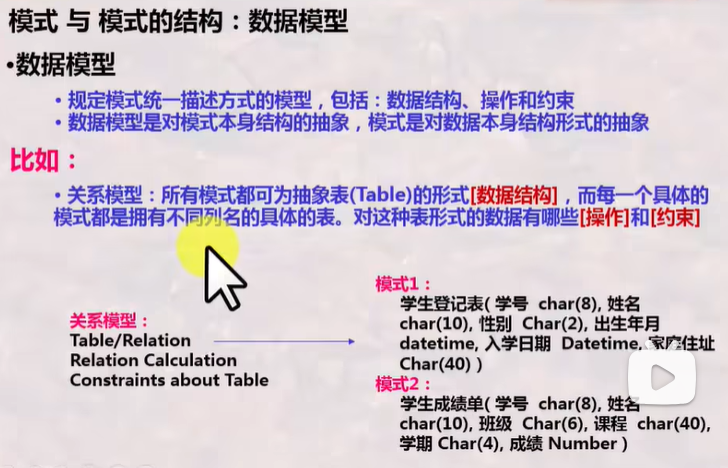 模式 与 模式的结构：数据模型
•数据模型
• 规定模式统一描述方式的模型，包括：数据结构、操作和约束
• 数据模型是对模式本身结构的抽象，模式是对数据本身结构形式的抽象
比如：
• 关系模型：所有模式都可为抽象表(Table)的形式[数据结构]，而每一个具体的
模式都是拥有不同列名的具体的表。对这种表形式的数据有哪些[操作]和[约束]
关系模型：
Table/Relation
Relation Calculation
Constraints about Table
模式1：
学生登记表( 学号 char(8), 姓名
char(10), 性别 Char(2), 出生年月
datetime, 入学日期 Datetime, 家庭住址
Char(40) )
模式2：
学生成绩单( 学号 char(8), 姓名
char(10), 班级 Char(6), 课程 char(40),
学期 Char(4), 成绩 Number )